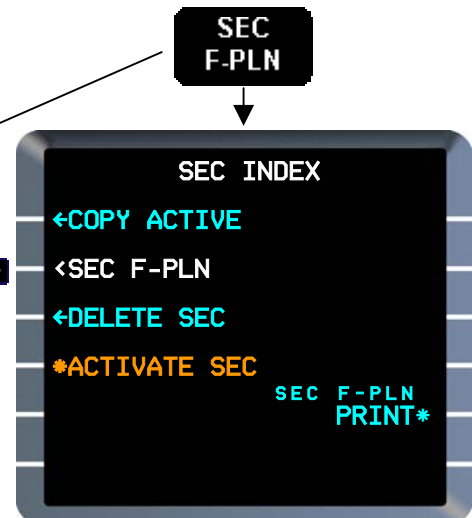 SEC
F-PLN
SEC INDEX
←COPY ACTIVE
<SEC F-PLN
←DELETE SEC
*ACTIVATE SEC
SEC F-PLN
PRINT*